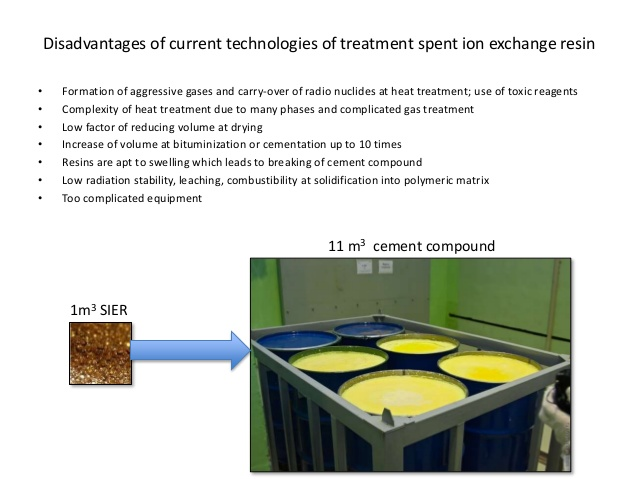 Disadvantages of current technologies of treatment spent ion exchange resin
• Formation of aggressive gases and carry-over of radio nuclides at heat treatment; use of toxic reagents
• Complexity of heat treatment due to many phases and complicated gas treatment
• Low factor of reducing volume at drying
• Increase of volume at bituminization or cementation up to 10 times
• Resins are apt to swelling which leads to breaking of cement compound
• Low radiation stability, leaching, combustibility at solidification into polymeric matrix
• Too complicated equipment
11 m³ cement compound
1m³ SIER